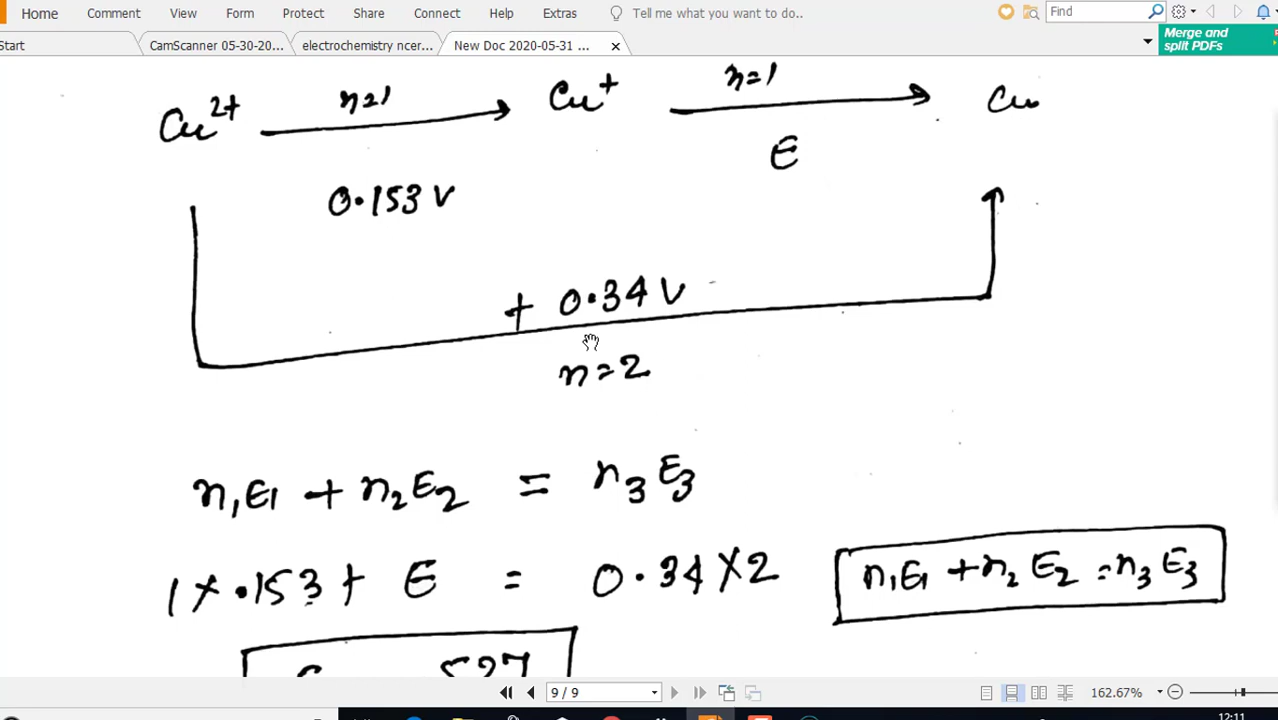 Home Comment View Form Protect Share Connect Help Extras Tell me what you want to do.. Find
Start CamScanner 05-30-20... electrochemistry ncer... New Doc 2020-05-31 ... × Merge and
split PDFs
Cu²⁺ n=1 Cu⁺ n=1 Cu
0.153 V E
+ 0.34 V
n=2
n₁E₁ + n₂E₂ = n₃E₃
1×.153 + E = 0.34×2
n₁E₁ + n₂E₂ = n₃E₃
.527
9 / 9 162.67%
12:11